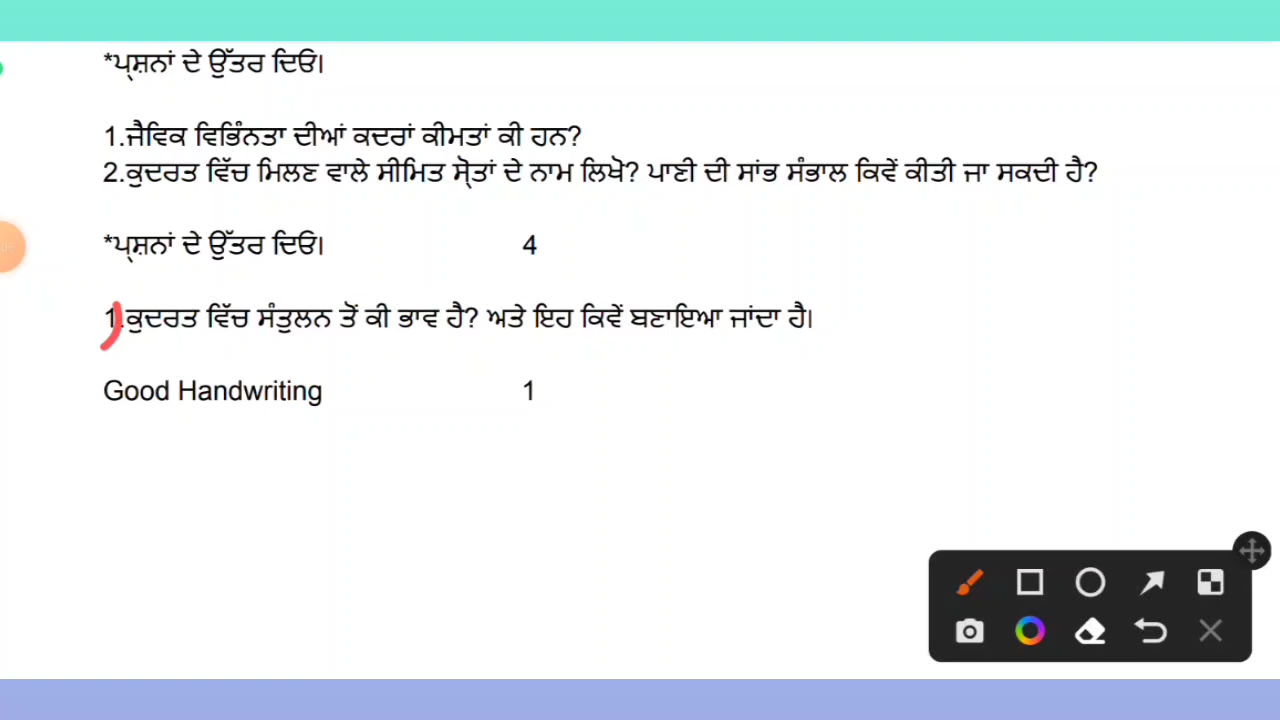 *ਪ੍ਰਸ਼ਨਾਂ ਦੇ ਉੱਤਰ ਦਿਓ।
1.ਜੈਵਿਕ ਵਿਭਿੰਨਤਾ ਦੀਆਂ ਕਦਰਾਂ ਕੀਮਤਾਂ ਕੀ ਹਨ?
2.ਕੁਦਰਤ ਵਿੱਚ ਮਿਲਣ ਵਾਲੇ ਸੀਮਿਤ ਸੋ੍ਤਾਂ ਦੇ ਨਾਮ ਲਿਖੋ? ਪਾਣੀ ਦੀ ਸਾਂਭ ਸੰਭਾਲ ਕਿਵੇਂ ਕੀਤੀ ਜਾ ਸਕਦੀ ਹੈ?
*ਪ੍ਰਸ਼ਨਾਂ ਦੇ ਉੱਤਰ ਦਿਓ। 4
1.ਕੁਦਰਤ ਵਿੱਚ ਸੰਤੁਲਨ ਤੋਂ ਕੀ ਭਾਵ ਹੈ? ਅਤੇ ਇਹ ਕਿਵੇਂ ਬਣਾਇਆ ਜਾਂਦਾ ਹੈ।
Good Handwriting 1